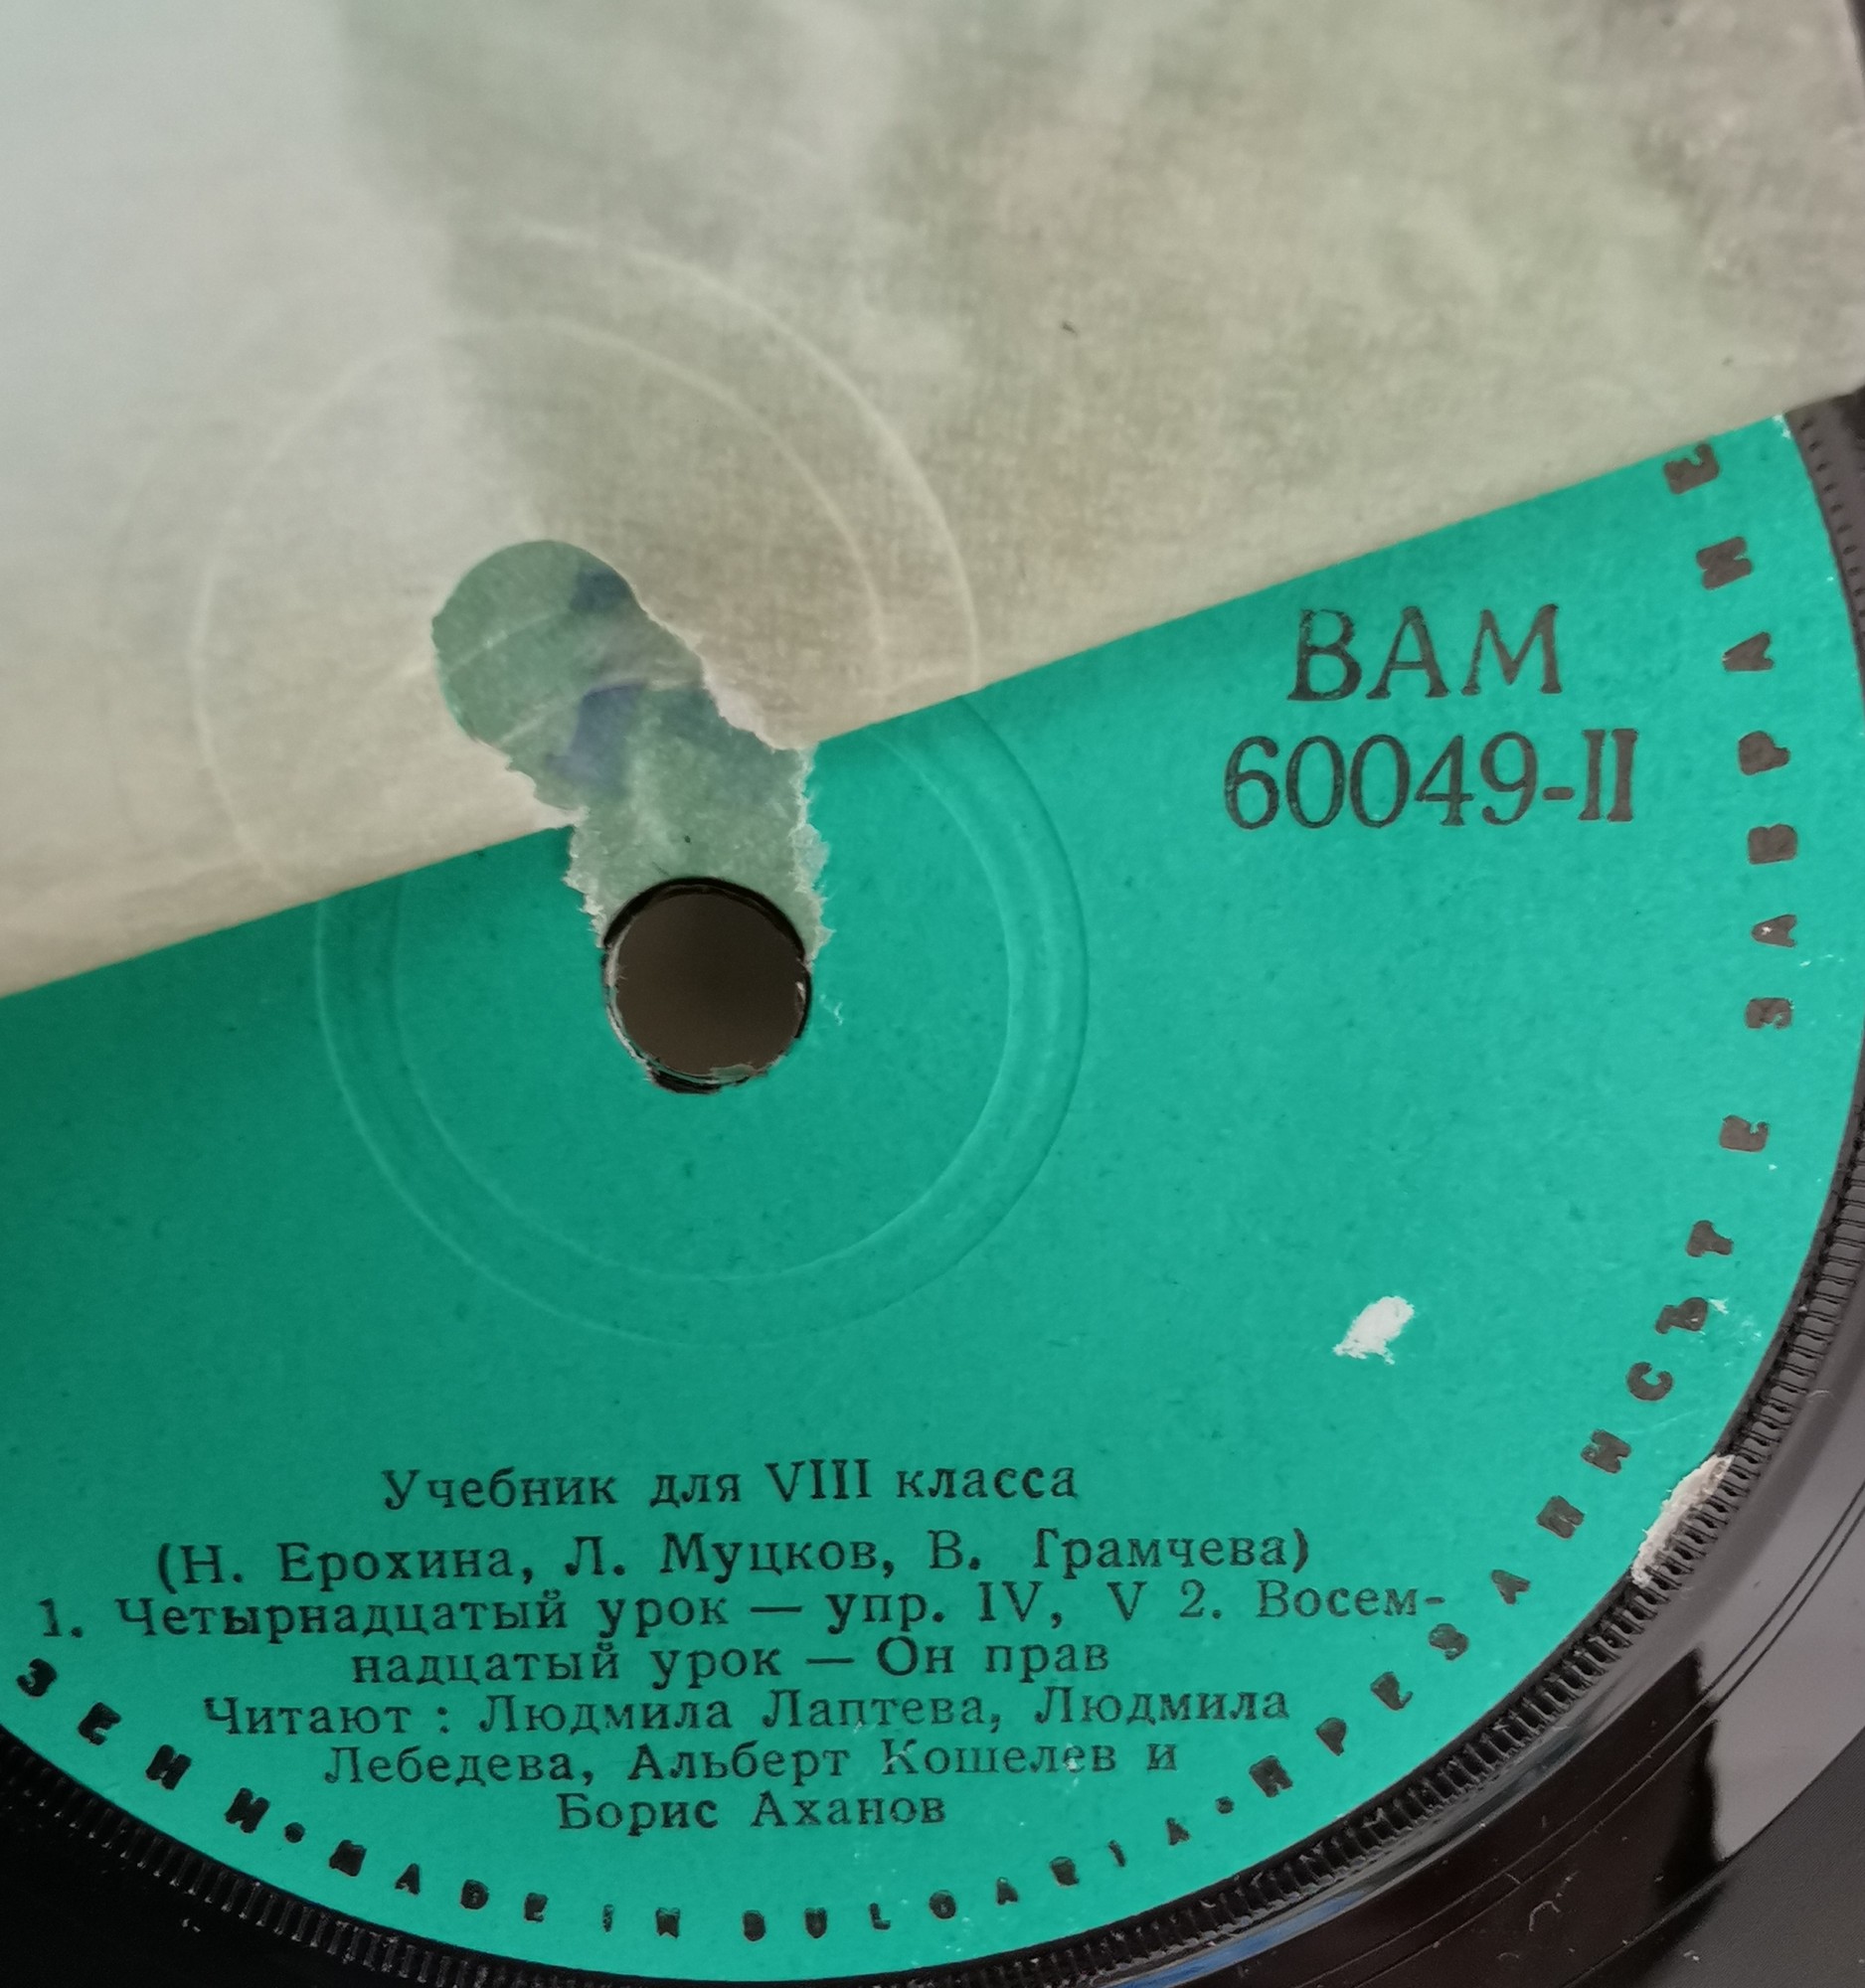 ВАМ
60049-II
Учебник для VIII класса
(Н. Ерохина, Л. Муцков, В. Грамчева)
1. Четырнадцатый урок — упр. IV, V 2. Восем-
надцатый урок — Он прав
Читают : Людмила Лаптева, Людмила
Лебедева, Альберт Кошелев и
Борис Аханов
ЗЕНИ • MADE IN BULGARIA • ПРЕЗАПИСЪТ Е ЗАБРАНЕ